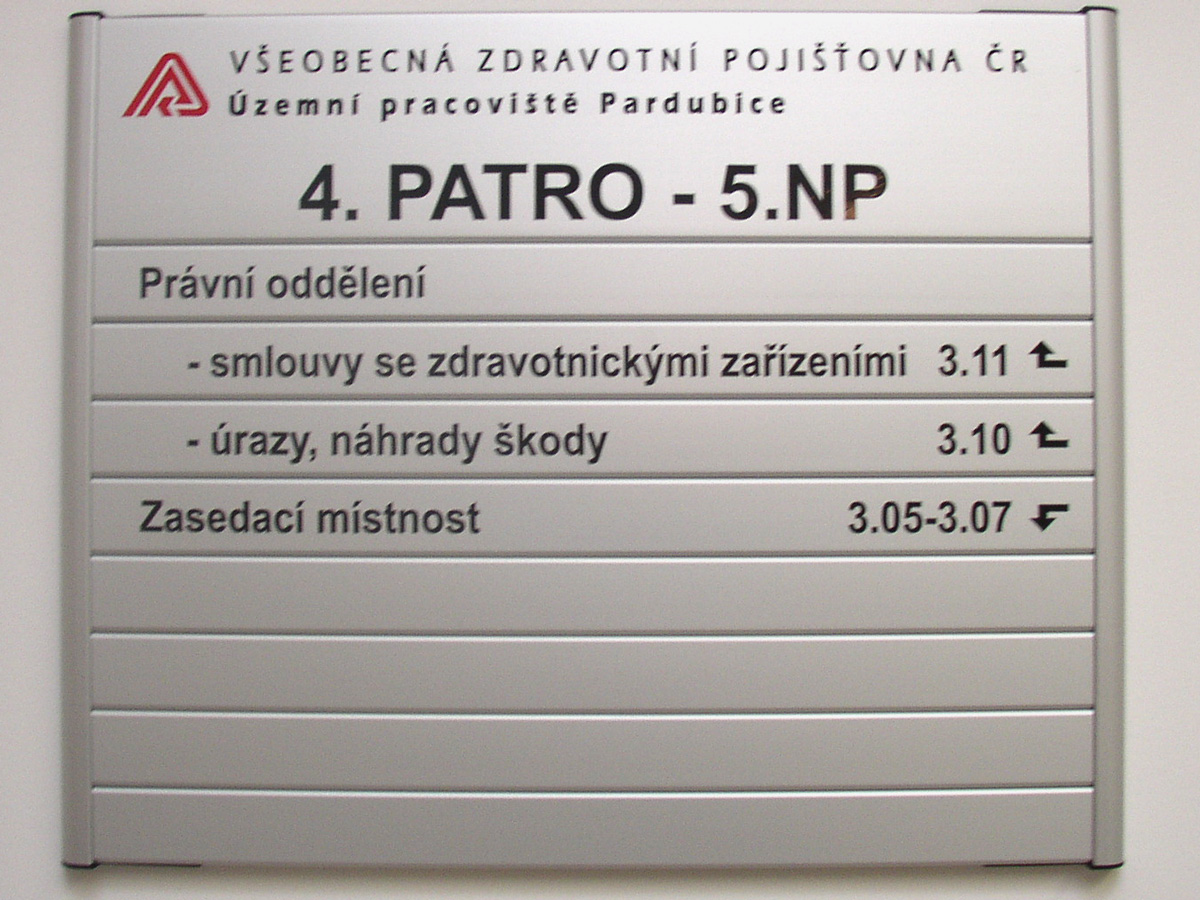 VŠEOBECNÁ ZDRAVOTNÍ POJIŠŤOVNA ČR
Územní pracoviště Pardubice
4. PATRO - 5.NP
Právní oddělení
- smlouvy se zdravotnickými zařízeními 3.11
- úrazy, náhrady škody 3.10
Zasedací místnost 3.05-3.07